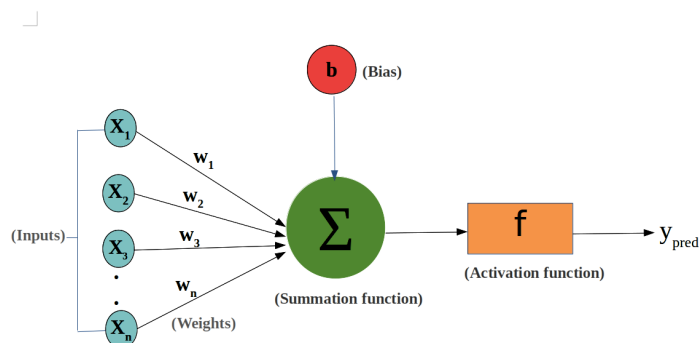 b (Bias)
X1
w1
X2
w2
(Inputs)
X3
w3
Σ
f
ypred
(Activation function)
.
.
wn
(Summation function)
Xn
(Weights)